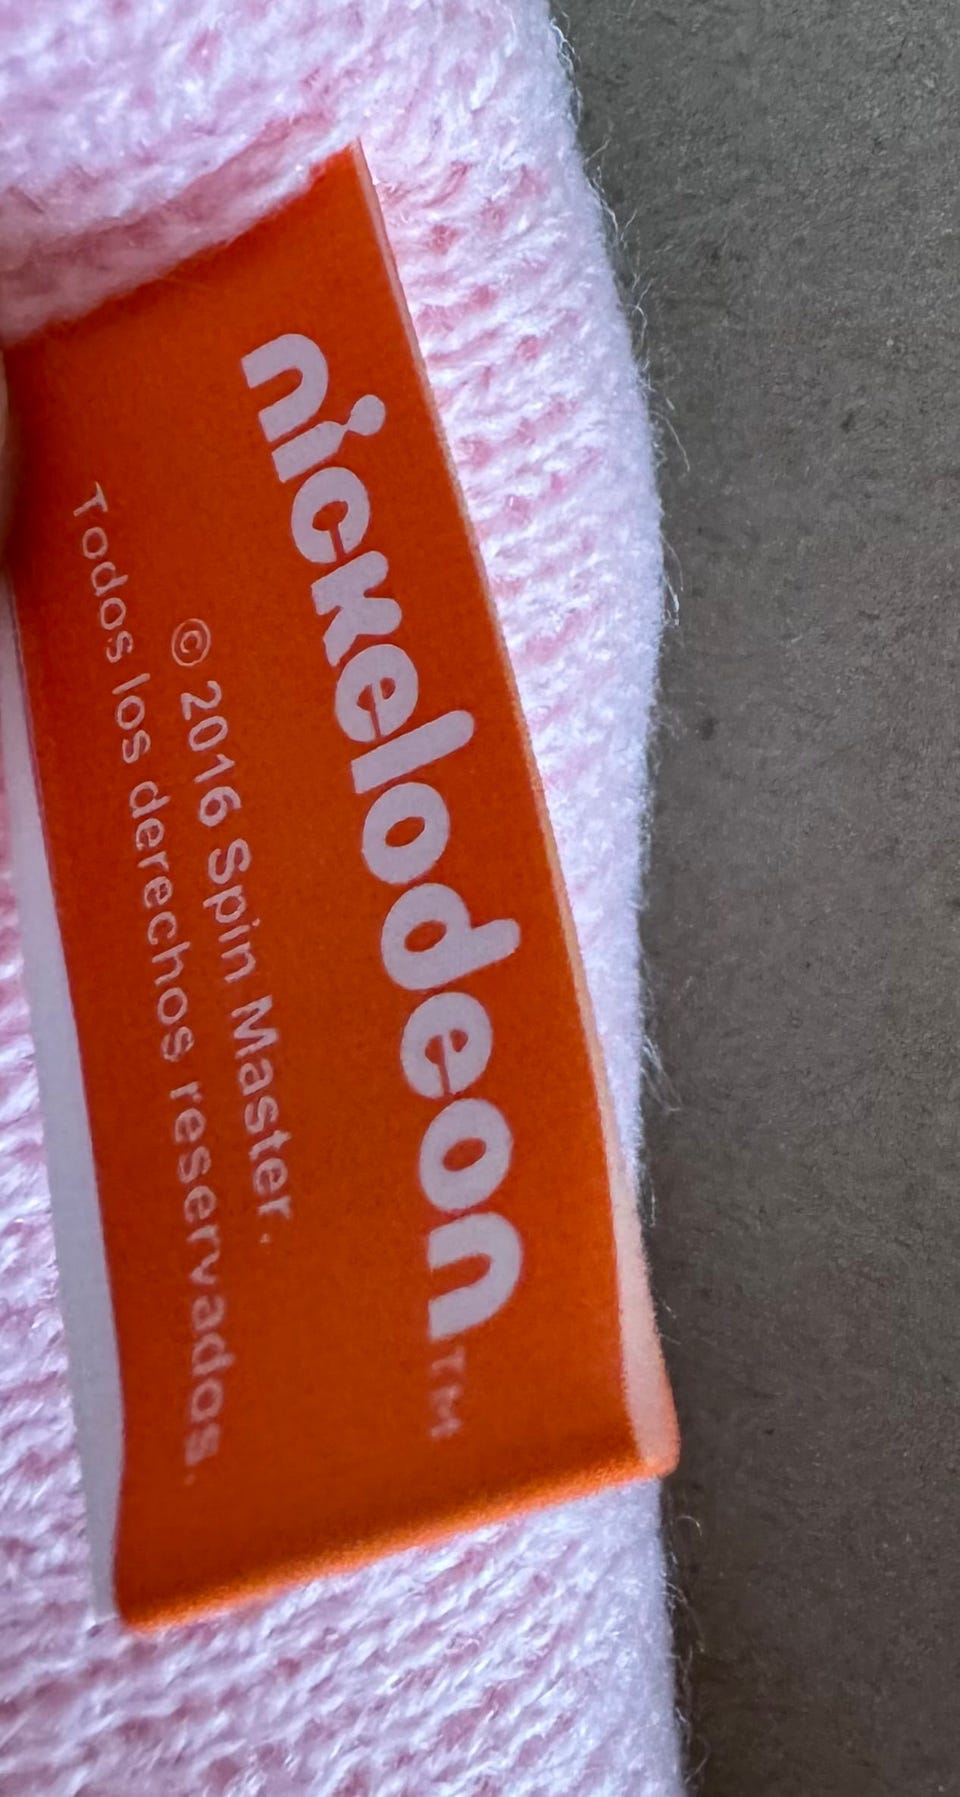 nickelodeon™
© 2016 Spin Master.
Todos los derechos reservados.